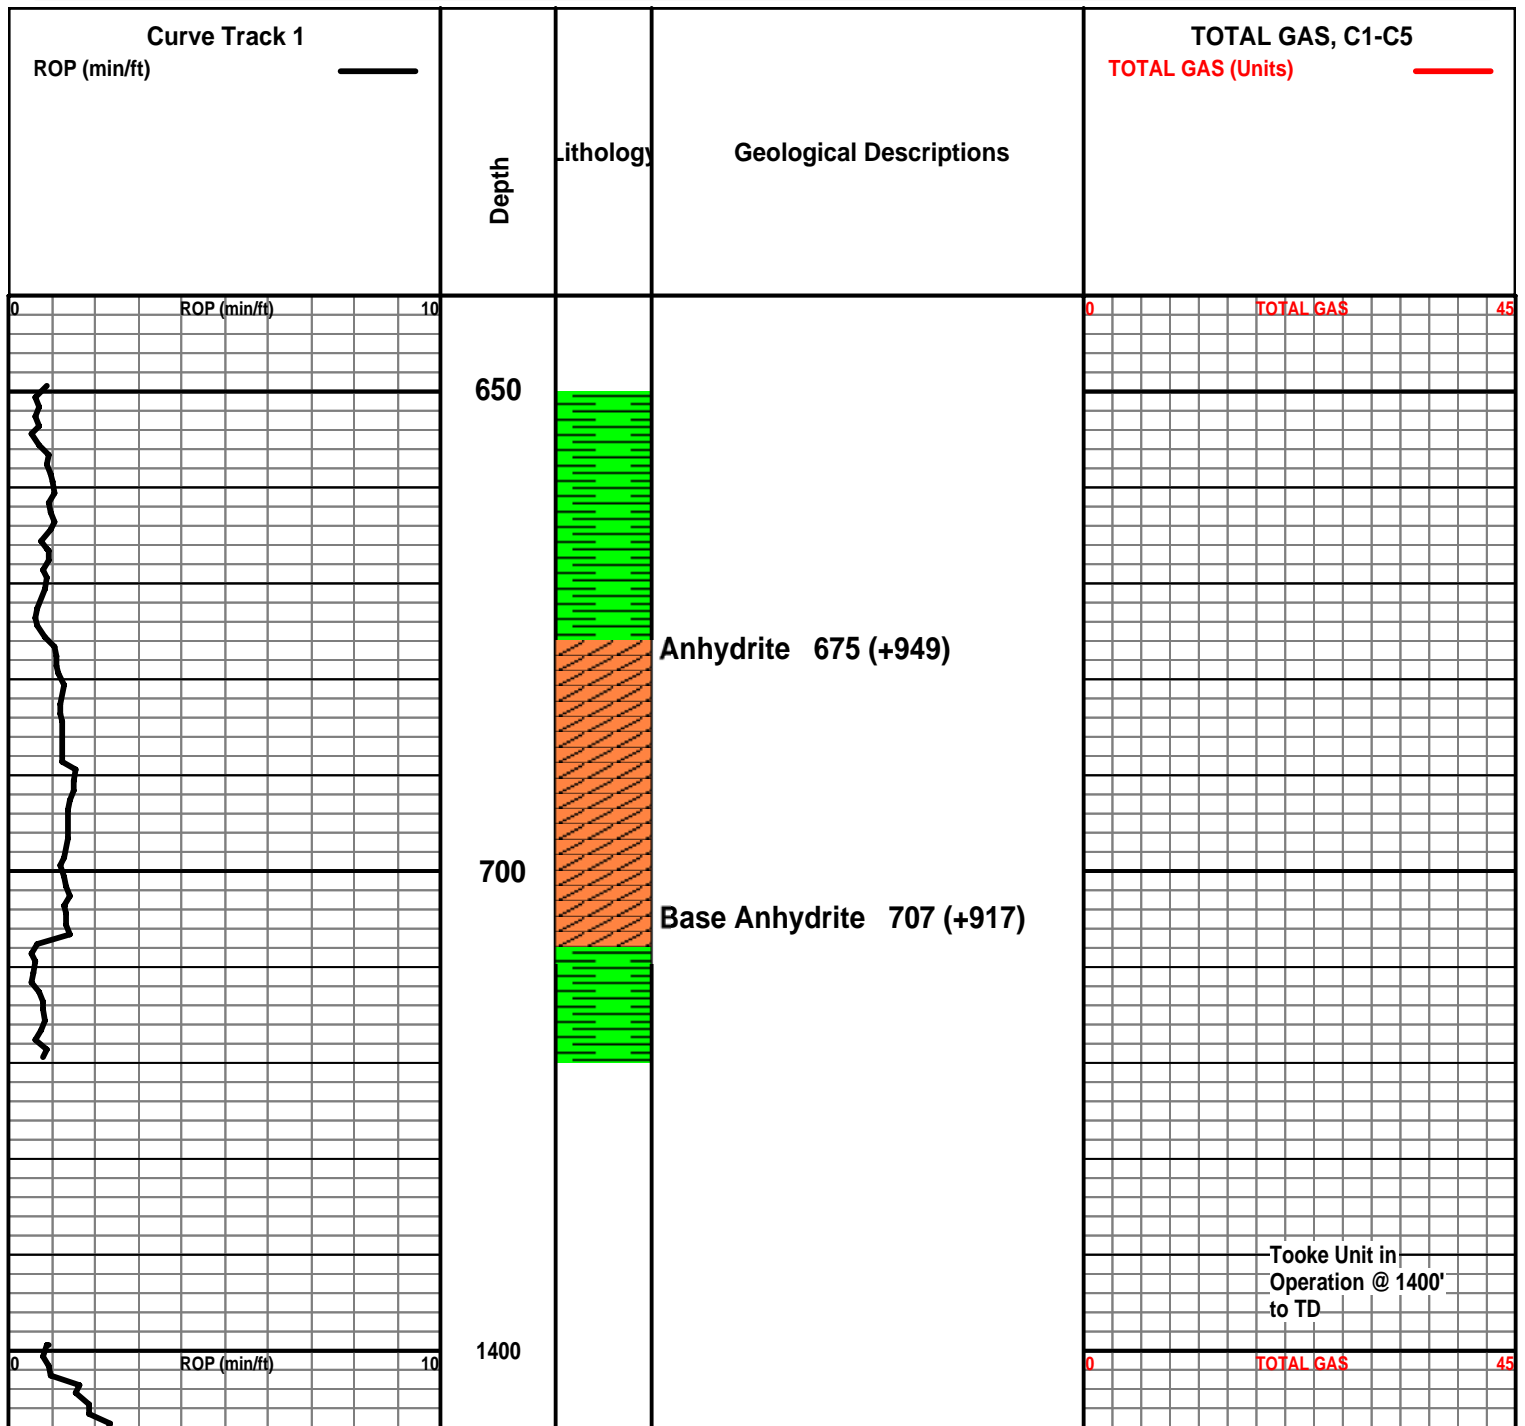 Curve Track 1
ROP (min/ft)
Depth
Lithology
Geological Descriptions
TOTAL GAS, C1-C5
TOTAL GAS (Units)
0 ROP (min/ft) 10
0 TOTAL GAS 45
650
Anhydrite 675 (+949)
700
Base Anhydrite 707 (+917)
Tooke Unit in
Operation @ 1400'
to TD
1400
0 ROP (min/ft) 10
0 TOTAL GAS 45